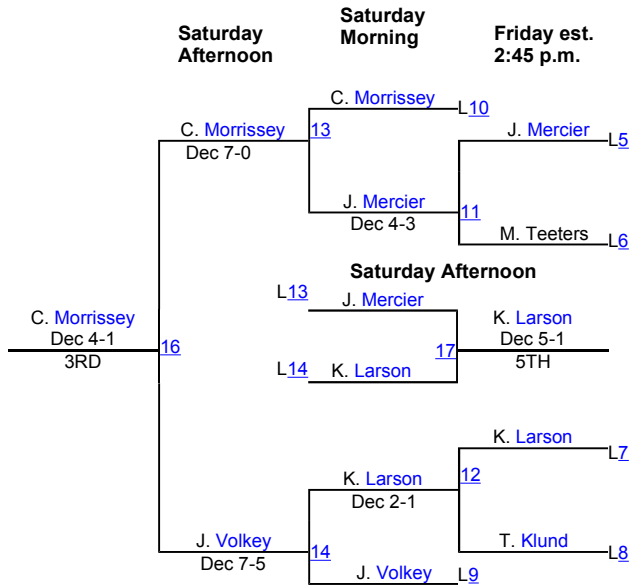 Saturday
Afternoon
Saturday
Morning
Friday est.
2:45 p.m.
C. Morrissey
L10
C. Morrissey
13
J. Mercier
L5
Dec 7-0
J. Mercier
11
Dec 4-3
M. Teeters
L6
Saturday Afternoon
L13
J. Mercier
C. Morrissey
K. Larson
Dec 4-1
16
17
Dec 5-1
3RD
L14
K. Larson
5TH
K. Larson
L7
K. Larson
12
Dec 2-1
J. Volkey
14
T. Klund
L8
Dec 7-5
J. Volkey
L9